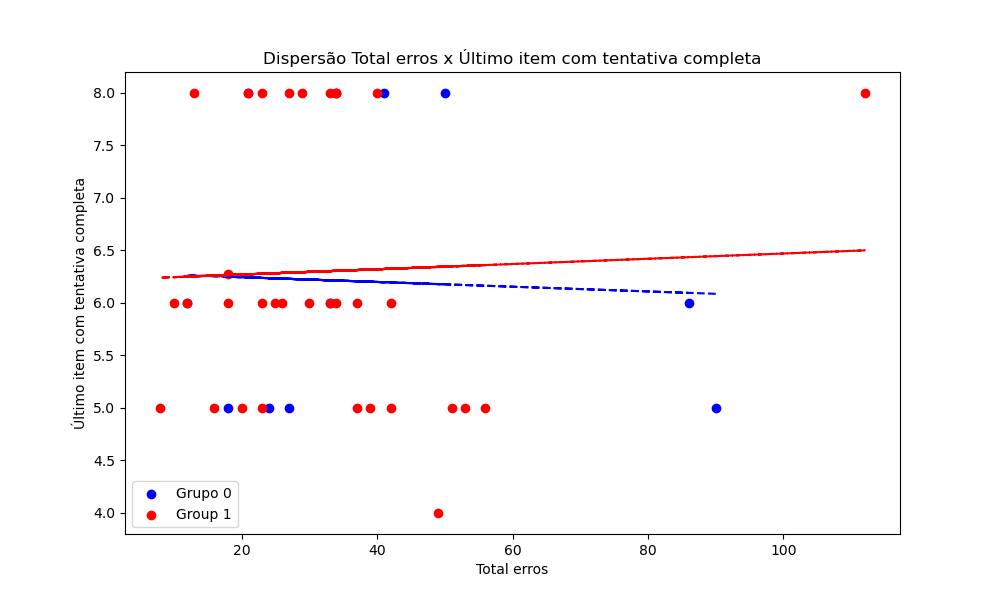 Dispersão Total erros x Último item com tentativa completa
Último item com tentativa completa
8.0
7.5
7.0
6.5
6.0
5.5
5.0
4.5
4.0
Grupo 0
Group 1
20
40
60
80
100
Total erros